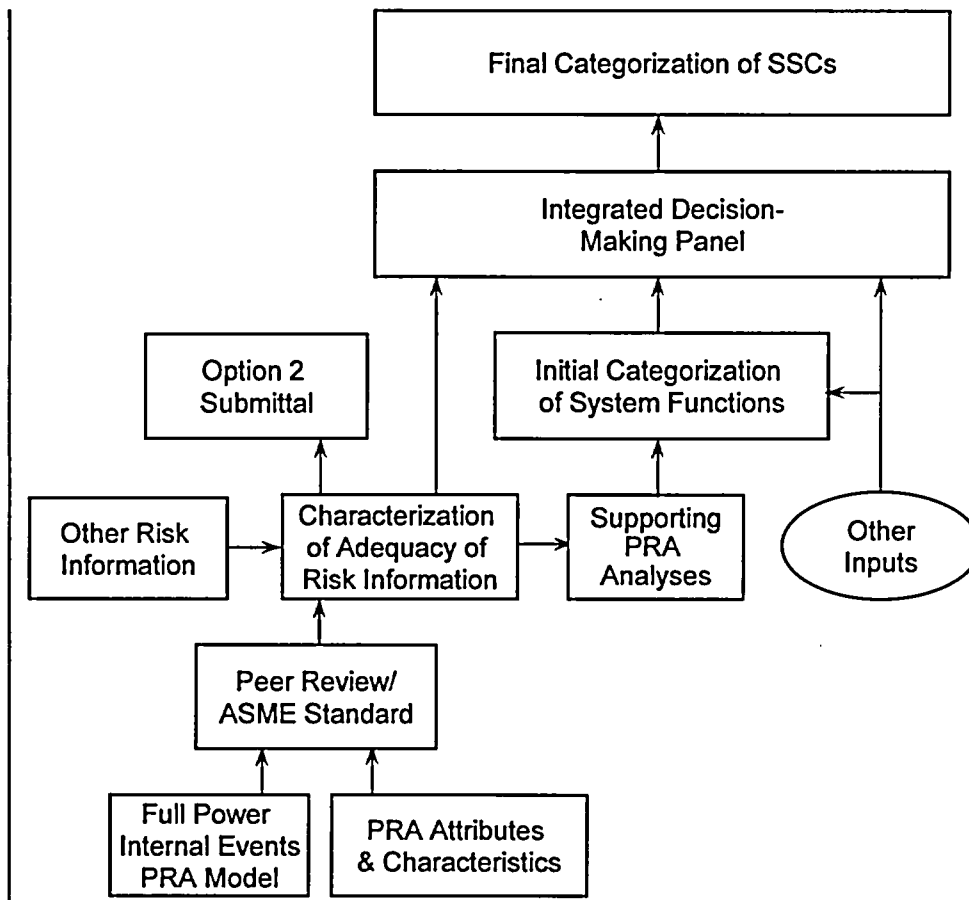 Final Categorization of SSCs
Integrated Decision-
Making Panel
Option 2
Submittal
Initial Categorization
of System Functions
Other Risk
Information
Characterization
of Adequacy of
Risk Information
Supporting
PRA
Analyses
Other
Inputs
Peer Review/
ASME Standard
Full Power
Internal Events
PRA Model
PRA Attributes
& Characteristics